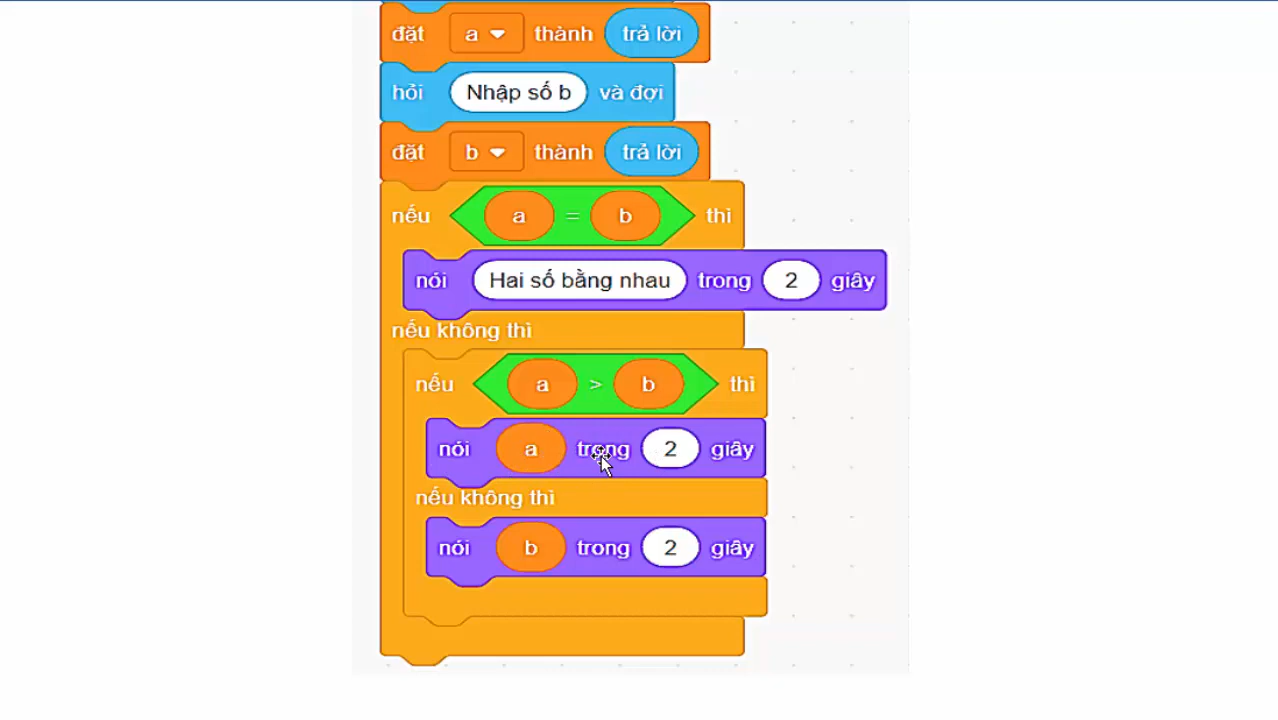 đặt a thành trả lời
hỏi Nhập số b và đợi
đặt b thành trả lời
nếu a = b thì
nói Hai số bằng nhau trong 2 giây
nếu không thì
nếu a > b thì
nói a trong 2 giây
nếu không thì
nói b trong 2 giây